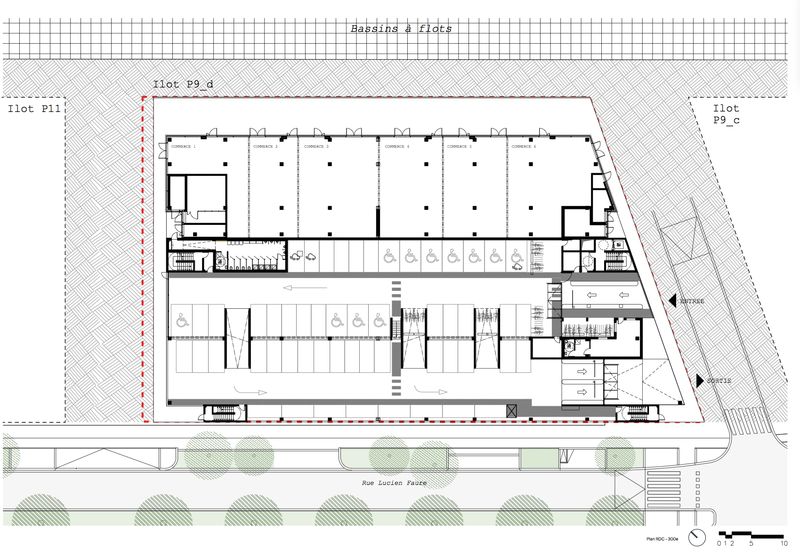 Bassins à flots
Ilot P9_d
Ilot P11
Ilot
P9_c
COMMERCE 1
COMMERCE 2
COMMERCE 3
COMMERCE 4
COMMERCE 5
COMMERCE 6
ENTREE
SORTIE
Rue Lucien Faure
Plan RDC - 300e
0 1 2 5 10